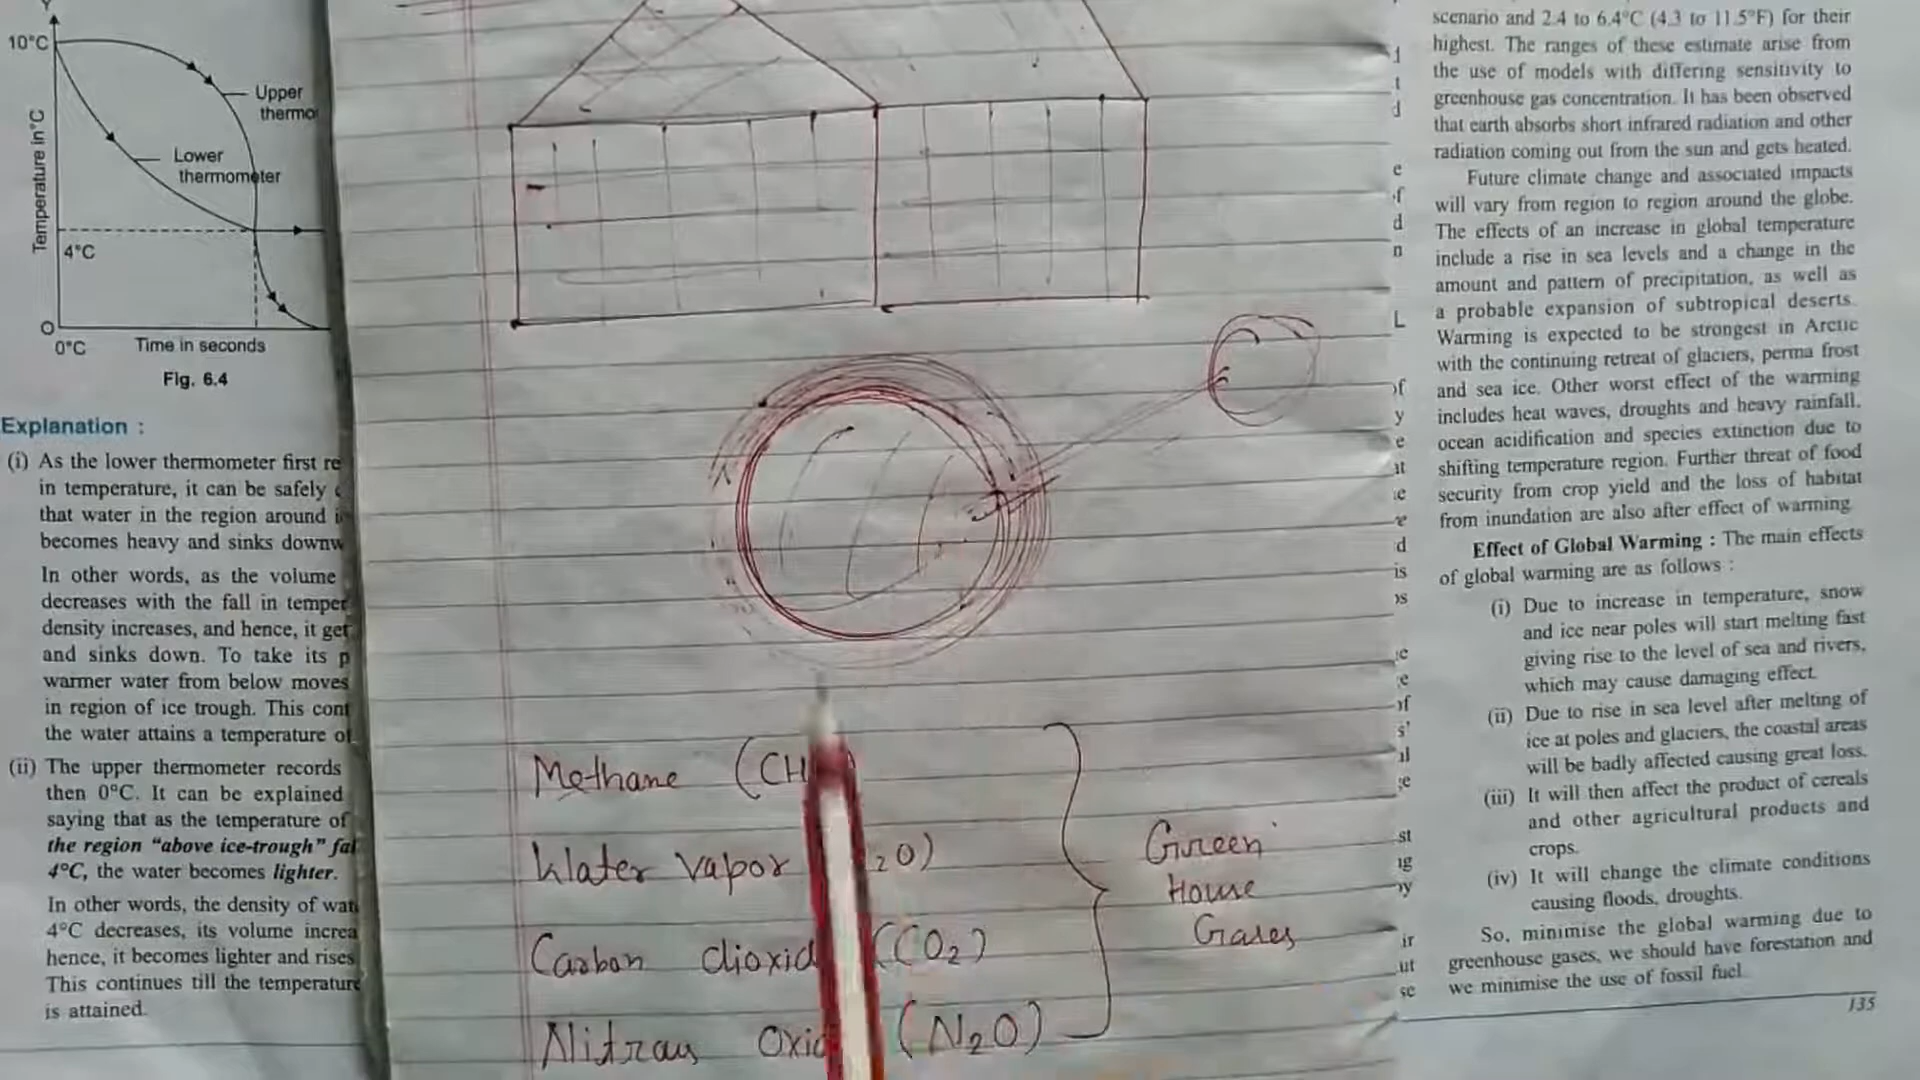 Y
10°C
Upper
thermo
Lower
thermometer
Temperature in°C
4°C
O
0°C
Time in seconds
Fig. 6.4
Explanation :
(i) As the lower thermometer first re
in temperature, it can be safely
that water in the region around
becomes heavy and sinks downw
In other words, as the volume
decreases with the fall in temper
density increases, and hence, it get
and sinks down. To take its p
warmer water from below moves
in region of ice trough. This cont
the water attains a temperature of
(ii) The upper thermometer records
then 0°C. It can be explained
saying that as the temperature of
the region “above ice-trough” fal
4°C, the water becomes lighter.
In other words, the density of wat
4°C decreases, its volume increa
hence, it becomes lighter and rises
This continues till the temperature
is attained.
Methane (CH
Water vapor 2O)
Carbon dioxid (CO2)
Nitrous Oxid (N2O)
Green
House
Gases
scenario and 2.4 to 6.4°C (4.3 to 11.5°F) for their
highest. The ranges of these estimate arise from
the use of models with differing sensitivity to
greenhouse gas concentration. It has been observed
that earth absorbs short infrared radiation and other
radiation coming out from the sun and gets heated.
Future climate change and associated impacts
will vary from region to region around the globe.
The effects of an increase in global temperature
include a rise in sea levels and a change in the
amount and pattern of precipitation, as well as
a probable expansion of subtropical deserts.
Warming is expected to be strongest in Arctic
with the continuing retreat of glaciers, perma frost
and sea ice. Other worst effect of the warming
includes heat waves, droughts and heavy rainfall,
ocean acidification and species extinction due to
shifting temperature region. Further threat of food
security from crop yield and the loss of habitat
from inundation are also after effect of warming.
Effect of Global Warming : The main effects
of global warming are as follows :
(i) Due to increase in temperature, snow
and ice near poles will start melting fast
giving rise to the level of sea and rivers,
which may cause damaging effect.
(ii) Due to rise in sea level after melting of
ice at poles and glaciers, the coastal areas
will be badly affected causing great loss.
(iii) It will then affect the product of cereals
and other agricultural products and
crops.
(iv) It will change the climate conditions
causing floods, droughts.
So, minimise the global warming due to
greenhouse gases, we should have forestation and
we minimise the use of fossil fuel.
135